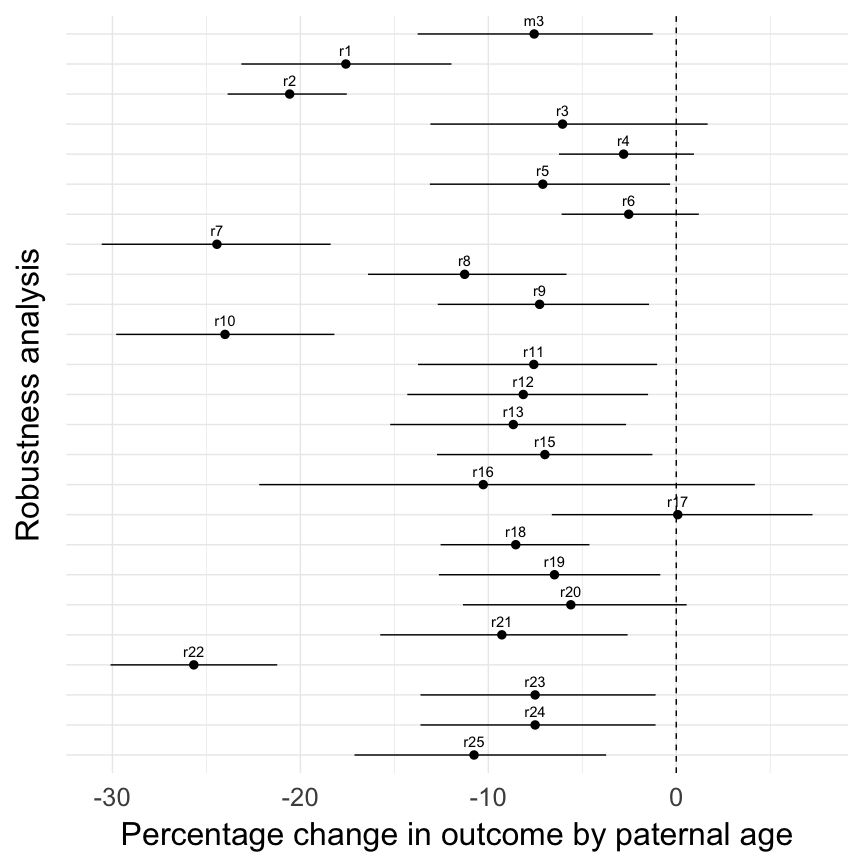 m3
r1
r2
r3
r4
r5
r6
r7
r8
r9
r10
r11
r12
r13
r15
r16
r17
r18
r19
r20
r21
r22
r23
r24
r25
Robustness analysis
-30 -20 -10 0
Percentage change in outcome by paternal age